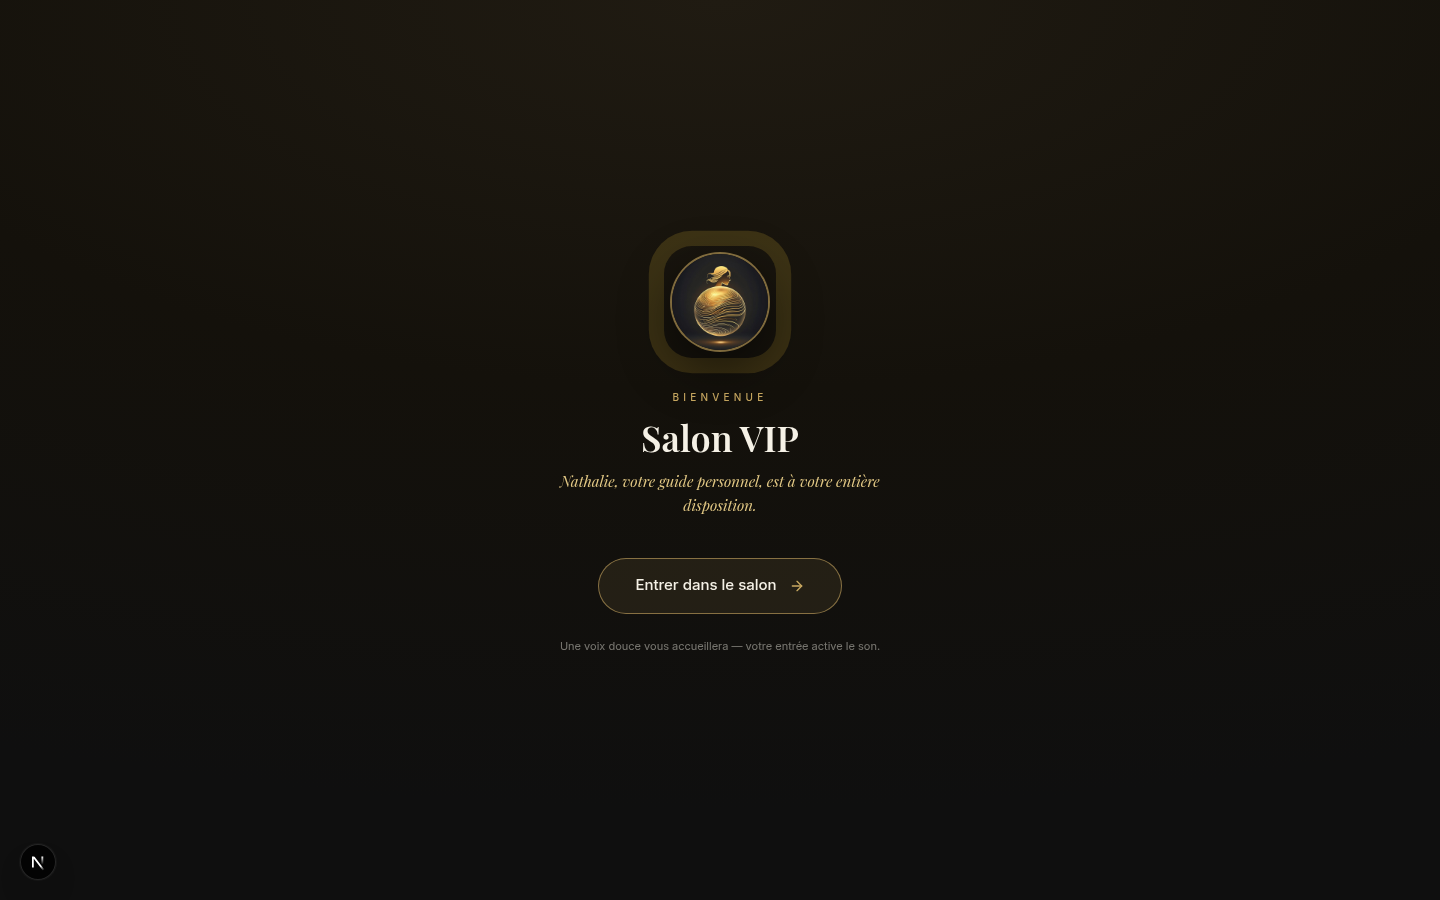 BIENVENUE
Salon VIP
Nathalie, votre guide personnel, est à votre entière
disposition.
Entrer dans le salon →
Une voix douce vous accueillera — votre entrée active le son.
N